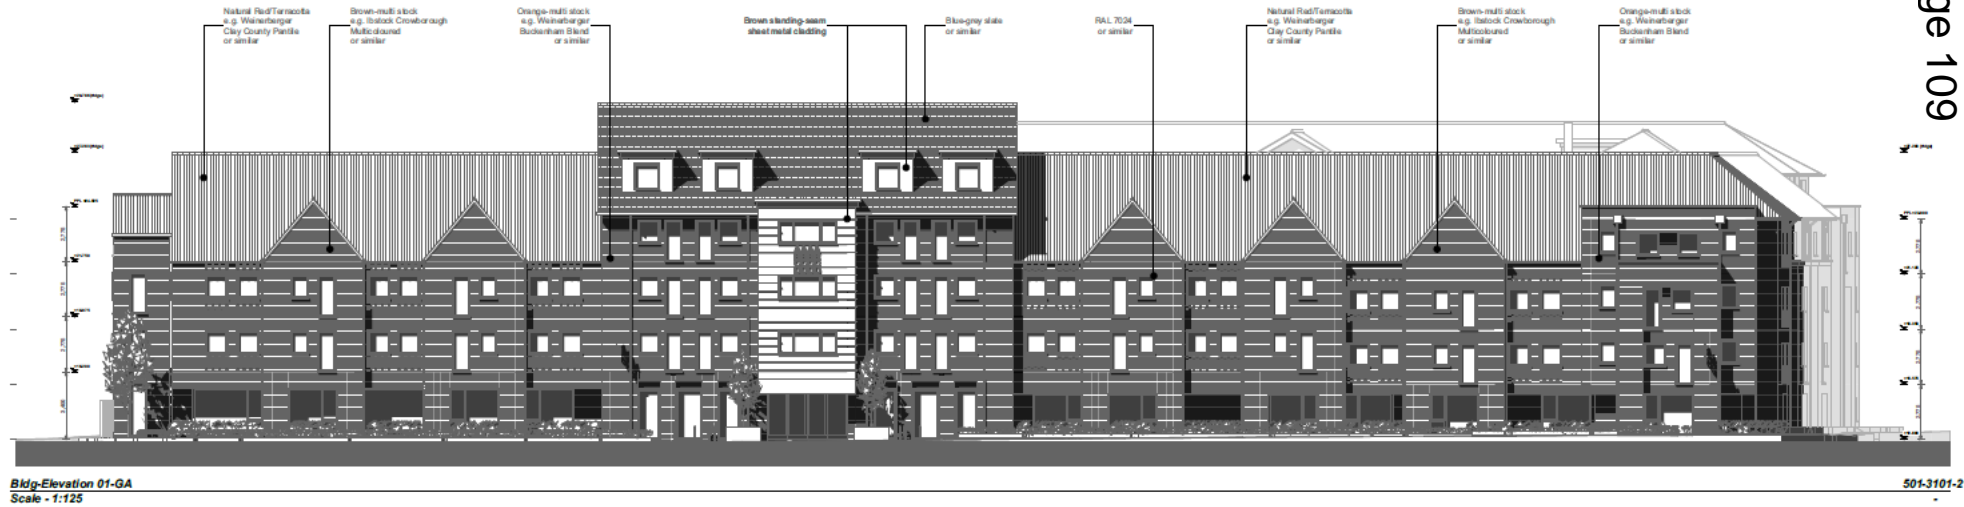 Natural Red/Terracotta
e.g. Weinerberger
Clay County Pantile
or similar
Brown-multi stock
e.g. Ibstock Crowborough
Multicoloured
or similar
Orange-multi stock
e.g. Weinerberger
Buckenham Blend
or similar
Brown standing-seam
sheet metal cladding
Blue-grey slate
or similar
RAL 7024
or similar
Natural Red/Terracotta
e.g. Weinerberger
Clay County Pantile
or similar
Brown-multi stock
e.g. Ibstock Crowborough
Multicoloured
or similar
Orange-multi stock
e.g. Weinerberger
Buckenham Blend
or similar
ge 109
Bldg-Elevation 01-GA
Scale - 1:125
501-3101-2
-